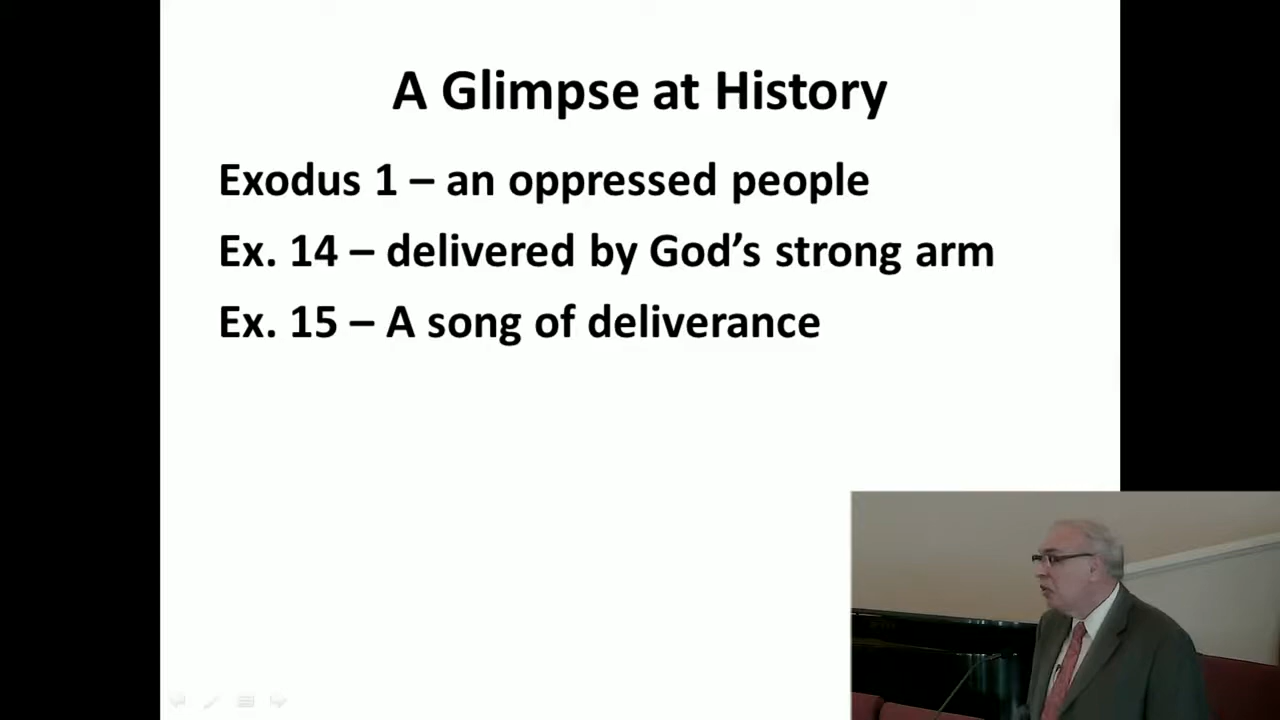 A Glimpse at History
Exodus 1 – an oppressed people
Ex. 14 – delivered by God’s strong arm
Ex. 15 – A song of deliverance